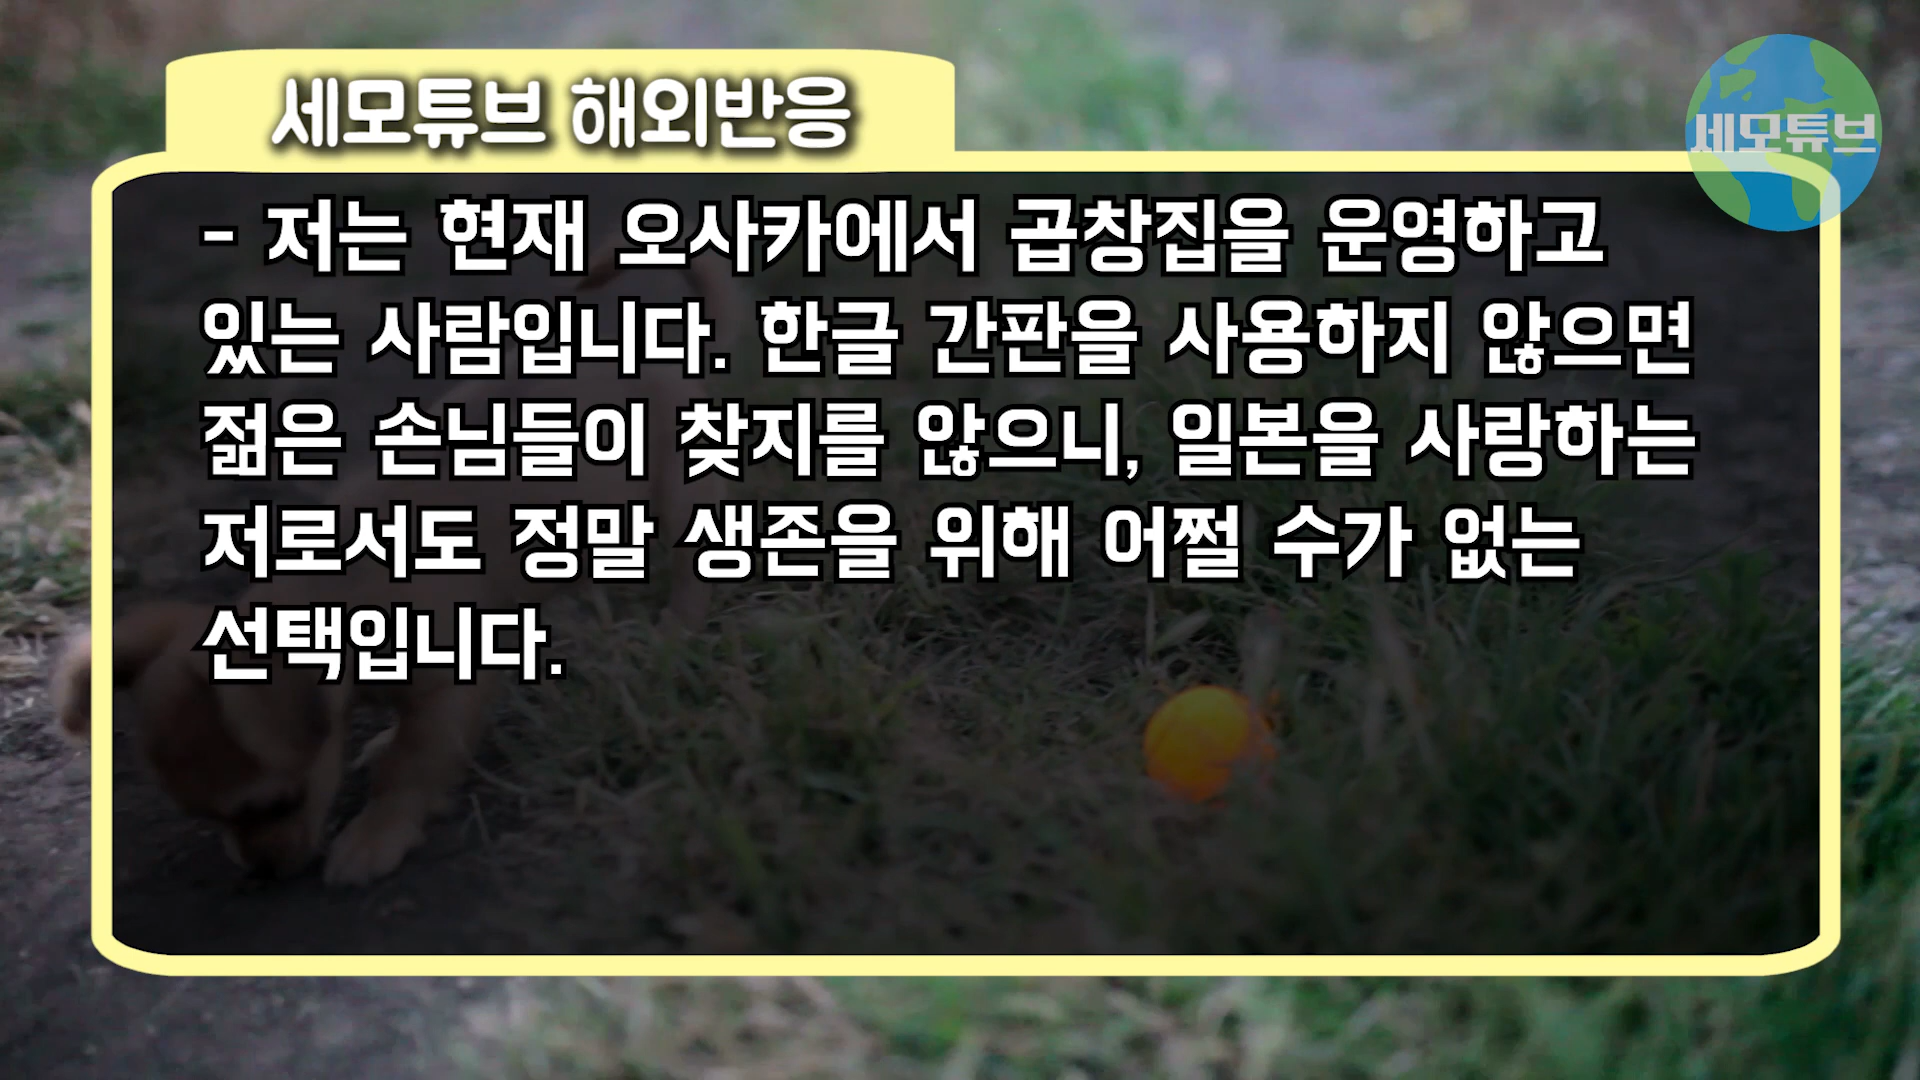 세모튜브 해외반응
세모튜브
- 저는 현재 오사카에서 곱창집을 운영하고
있는 사람입니다. 한글 간판을 사용하지 않으면
젊은 손님들이 찾지를 않으니, 일본을 사랑하는
저로서도 정말 생존을 위해 어쩔 수가 없는
선택입니다.